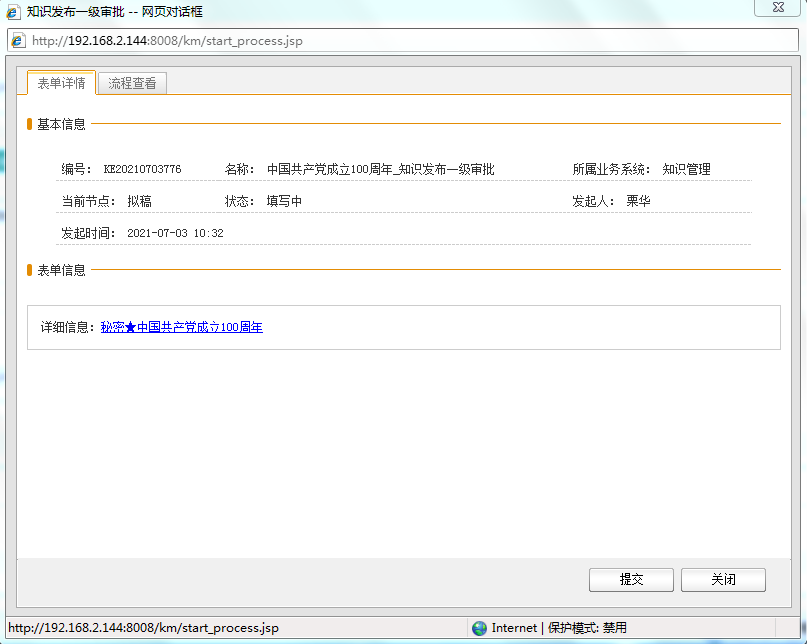 知识发布一级审批 -- 网页对话框
http://192.168.2.144:8008/km/start_process.jsp
表单详情 流程查看
基本信息
编号： KE20210703776 名称： 中国共产党成立100周年_知识发布一级审批 所属业务系统： 知识管理
当前节点： 拟稿 状态： 填写中 发起人： 栗华
发起时间： 2021-07-03 10:32
表单信息
详细信息：秘密★中国共产党成立100周年
提交 关闭
http://192.168.2.144:8008/km/start_process.jsp Internet | 保护模式: 禁用